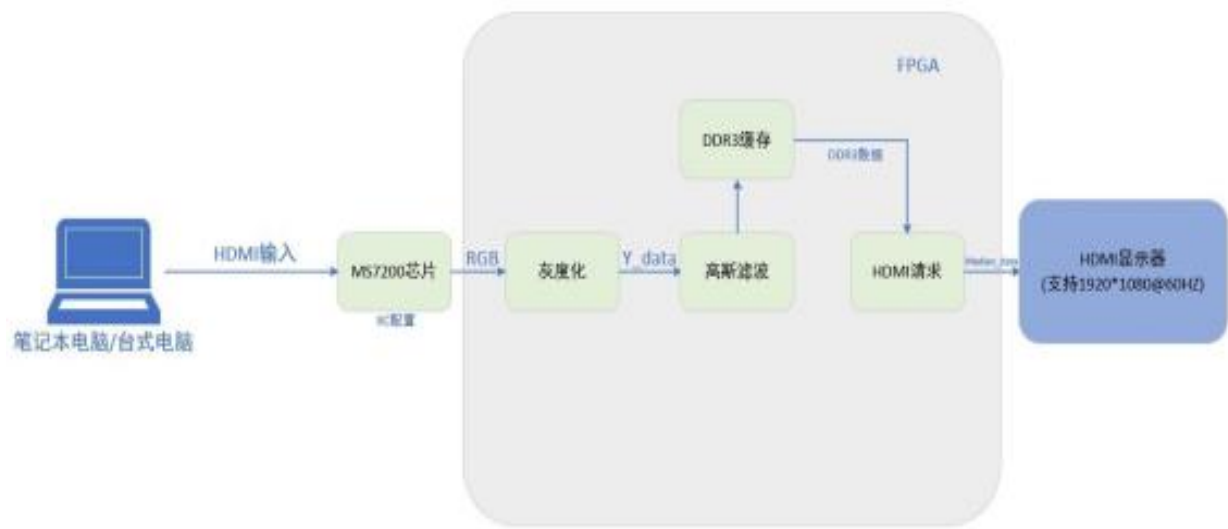 FPGA
DDR3缓存
DDR3数据
HDMI输入
MS7200芯片
RGB
灰度化
Y_data
高斯滤波
HDMI请求
HDMI显示器
(支持1920*1080@60HZ)
IIC配置
笔记本电脑/台式电脑